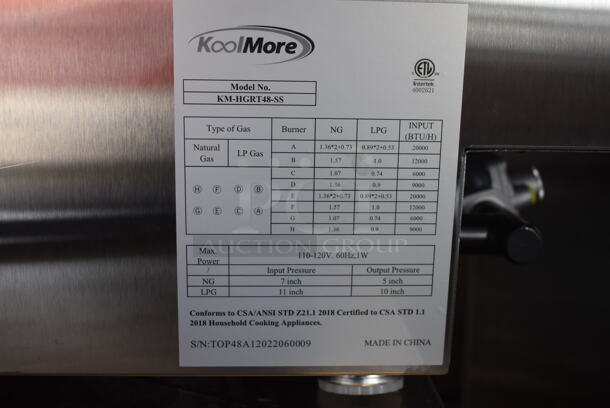 KoolMore
ETL
Intertek
4002621
Model No.
KM-HGRT48-SS
Type of Gas Burner NG LPG INPUT (BTU/H)
Natural Gas LP Gas
A 1.36*2+0.73 0.89*2+0.53 20000
B 1.57 1.0 12000
C 1.07 0.74 6000
D 1.36 0.9 9000
1.36*2+0.73 0.89*2+0.53 20000
F 1.57 1.0 12000
G 1.07 0.74 6000
H 1.36 0.9 9000
H F D B
G E C A
Max. Power 110-120V. 60Hz,1W
/ Input Pressure Output Pressure
NG 7 inch 5 inch
LPG 11 inch 10 inch
Conforms to CSA/ANSI STD Z21.1 2018 Certified to CSA STD 1.1
2018 Household Cooking Appliances.
S/N:TOP48A12022060009 MADE IN CHINA
PCI
AUCTION GROUP